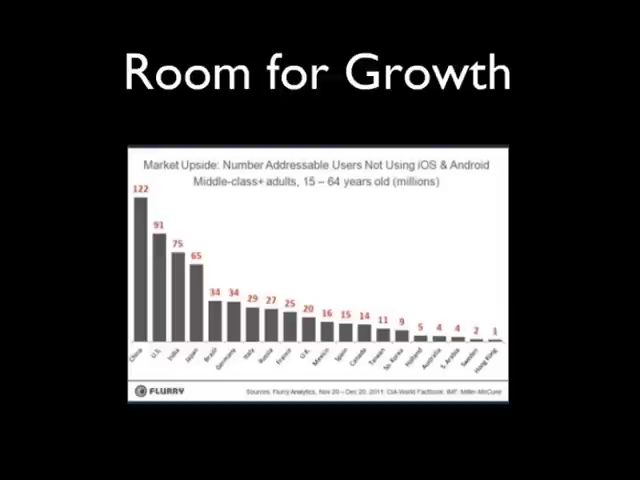 Room for Growth
Market Upside: Number Addressable Users Not Using iOS & Android
Middle-class+ adults, 15 – 64 years old (millions)
122
91
75
65
34
34
29
27
25
20
16
15
14
11
9
5
4
4
2
1
China
U.S.
India
Japan
Brazil
Germany
Italy
Russia
France
U.K.
Mexico
Spain
Canada
Taiwan
So. Korea
Holland
Australia
S. Arabia
Sweden
Hong Kong
FLURRY
Sources: Flurry Analytics, Nov 20 – Dec 20, 2011; CIA World Factbook; IMF; Miller-McCune